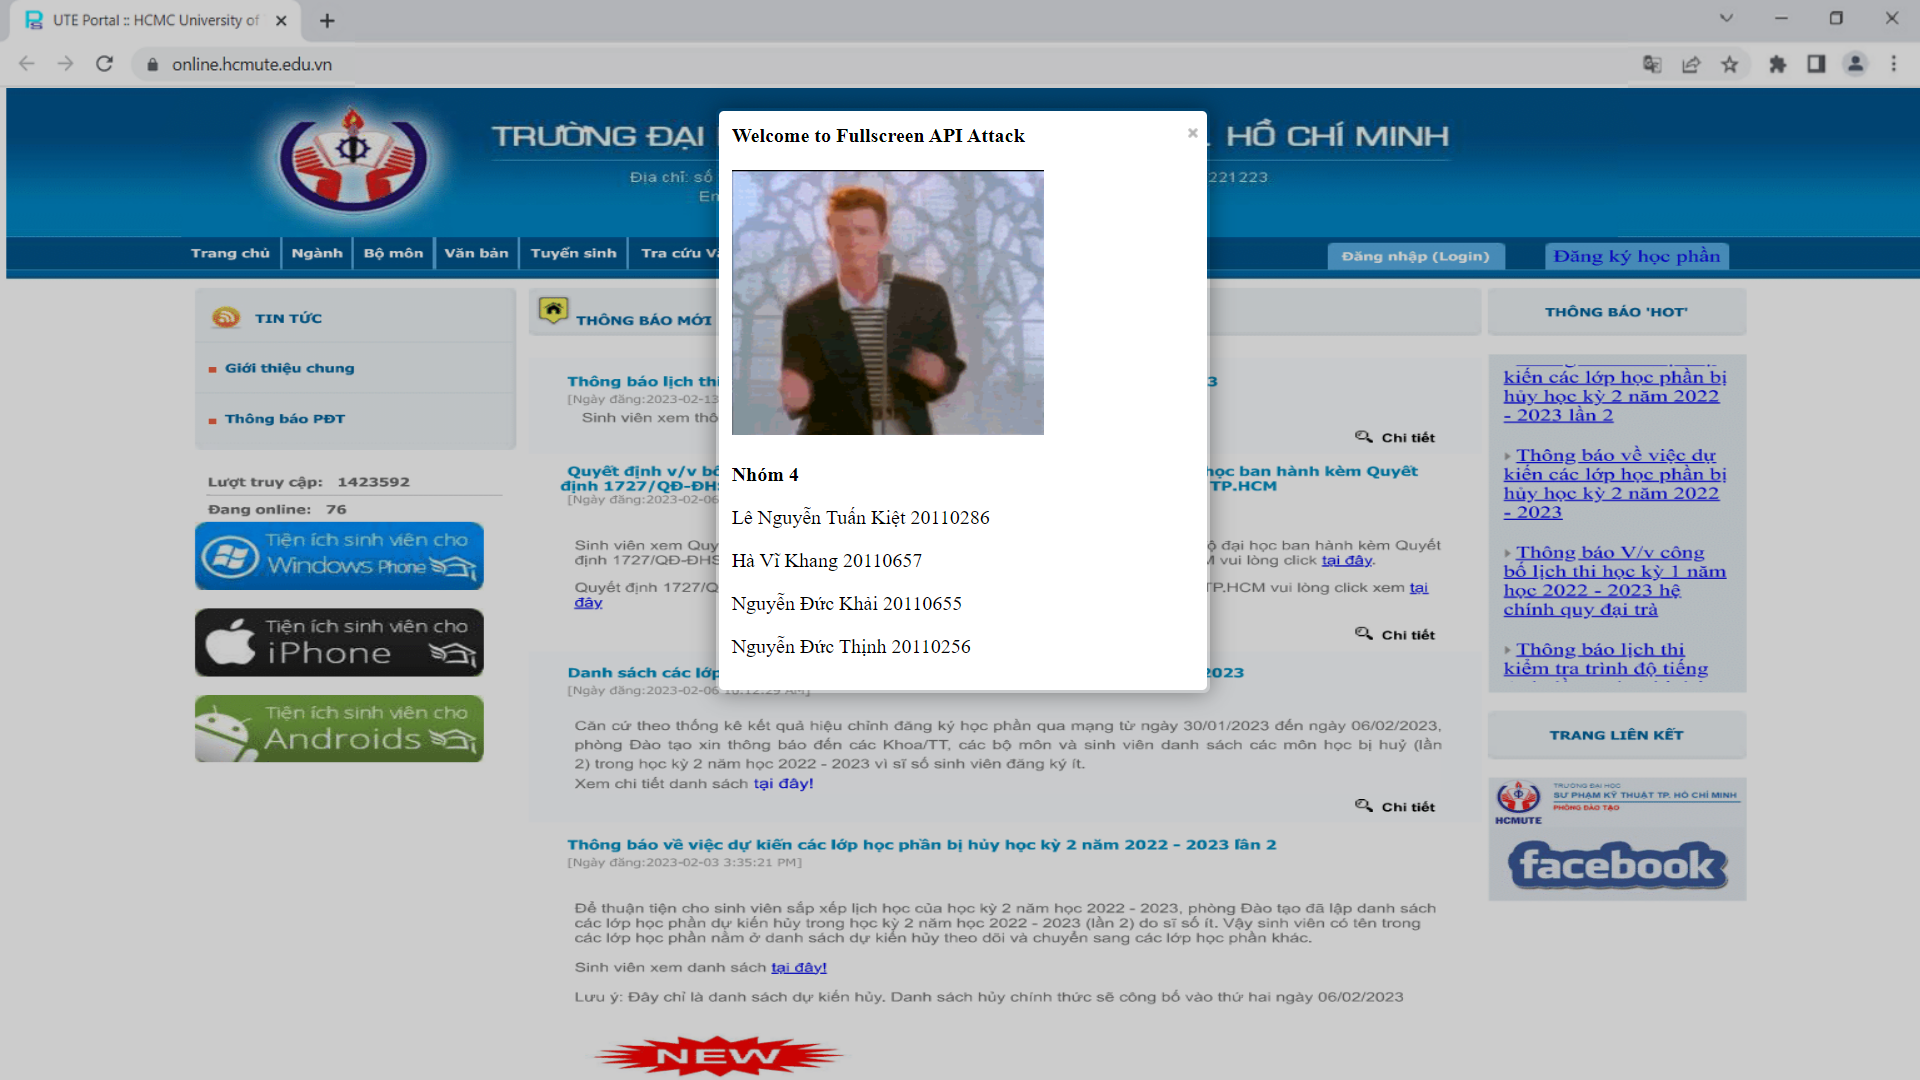 UTE Portal :: HCMC University of
online.hcmute.edu.vn
TRƯỜNG ĐẠI
HỒ CHÍ MINH
Địa chỉ: số
221223
Trang chủ
Ngành
Bộ môn
Văn bản
Tuyển sinh
Tra cứu
Đăng nhập (Login)
Đăng ký học phần
Welcome to Fullscreen API Attack
×
Nhóm 4
Lê Nguyễn Tuấn Kiệt 20110286
Hà Vĩ Khang 20110657
Nguyễn Đức Khải 20110655
Nguyễn Đức Thịnh 20110256
TIN TỨC
Giới thiệu chung
Thông báo PĐT
Lượt truy cập: 1423592
Đang online: 76
Tiện ích sinh viên cho
Windows Phone
Tiện ích sinh viên cho
iPhone
Tiện ích sinh viên cho
Androids
THÔNG BÁO MỚI
Thông báo lịch thi
3
[Ngày đăng:2023-02-13
Sinh viên xem
Chi tiết
Quyết định v/v
học ban hành kèm Quyết
định 1727/QĐ-ĐHS
TP.HCM
[Ngày đăng:2023-02-06
Sinh viên xem
đại học ban hành kèm Quyết
định 1727/QĐ-ĐHS
vui lòng click tại đây.
Quyết định 1727/Q
TP.HCM vui lòng click xem tại
đây
Chi tiết
Danh sách các lớp
2023
[Ngày đăng:2023-02-06 10:12:29 AM]
Căn cứ theo thống kê kết quả hiệu chỉnh đăng ký học phần qua mạng từ ngày 30/01/2023 đến ngày 06/02/2023,
phòng Đào tạo xin thông báo đến các Khoa/TT, các bộ môn và sinh viên danh sách các môn học bị huỷ (lần
2) trong học kỳ 2 năm học 2022 - 2023 vì sĩ số sinh viên đăng ký ít.
Xem chi tiết danh sách tại đây!
Chi tiết
Thông báo về việc dự kiến các lớp học phần bị hủy học kỳ 2 năm 2022 - 2023 lần 2
[Ngày đăng:2023-02-03 3:35:21 PM]
Để thuận tiện cho sinh viên sắp xếp lịch học của học kỳ 2 năm học 2022 - 2023, phòng Đào tạo đã lập danh sách
các lớp học phần dự kiến hủy trong học kỳ 2 năm học 2022 - 2023 (lần 2) do sĩ số ít. Vậy sinh viên có tên trong
các lớp học phần nằm ở danh sách dự kiến hủy theo dõi và chuyển sang các lớp học phần khác.
Sinh viên xem danh sách tại đây!
Lưu ý: Đây chỉ là danh sách dự kiến hủy. Danh sách hủy chính thức sẽ công bố vào thứ hai ngày 06/02/2023
NEW
THÔNG BÁO 'HOT'
kiến các lớp học phần bị
hủy học kỳ 2 năm 2022
- 2023 lần 2
Thông báo về việc dự
kiến các lớp học phần bị
hủy học kỳ 2 năm 2022
- 2023
Thông báo V/v công
bố lịch thi học kỳ 1 năm
học 2022 - 2023 hệ
chính quy đại trà
Thông báo lịch thi
kiểm tra trình độ tiếng
TRANG LIÊN KẾT
TRƯỜNG ĐẠI HỌC
SƯ PHẠM KỸ THUẬT TP. HỒ CHÍ MINH
PHÒNG ĐÀO TẠO
HCMUTE
facebook